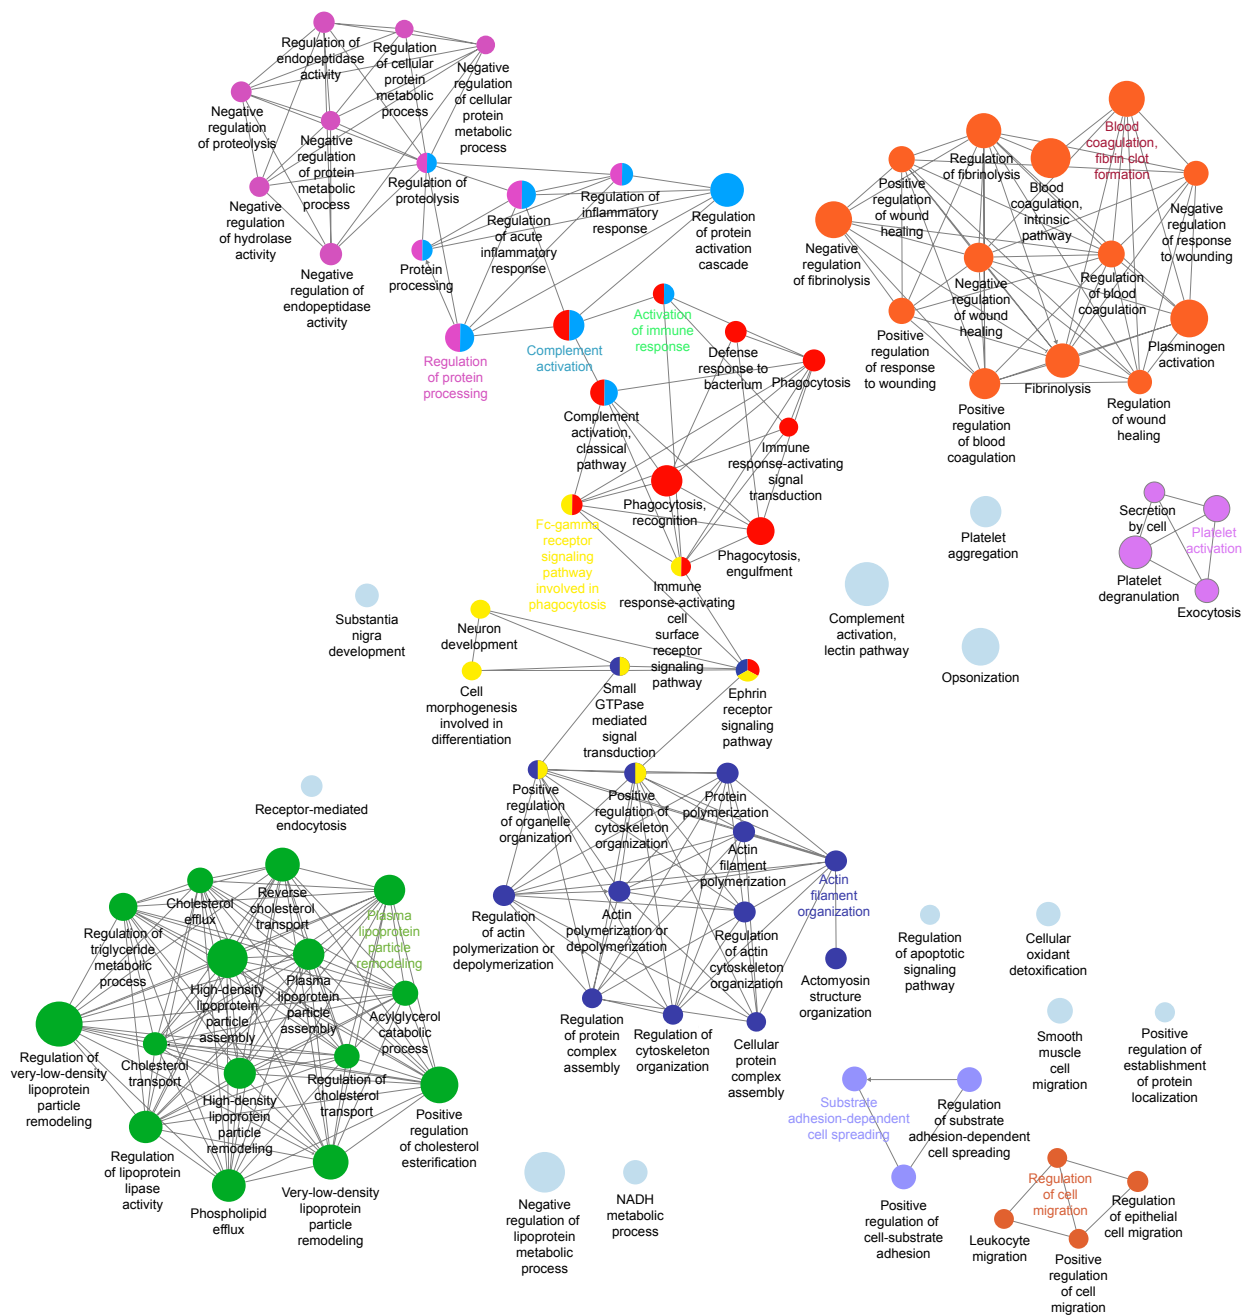 Regulation of
endopeptidase
activity
Regulation
of cellular
protein
metabolic
process
Negative
regulation
of cellular
protein
metabolic
process
Negative
regulation
of proteolysis
Negative
regulation
of protein
metabolic
process
Regulation of
proteolysis
Negative
regulation
of hydrolase
activity
Negative
regulation of
endopeptidase
activity
Regulation
of acute
inflammatory
response
Regulation of
inflammatory
response
Regulation
of protein
activation
cascade
Protein
processing
Regulation
of protein
processing
Complement
activation
Activation
of immune
response
Defense
response to
bacterium
Phagocytosis
Complement
activation,
classical
pathway
Immune
response-activating
signal
transduction
Phagocytosis,
recognition
Fc-gamma
receptor
signaling
pathway
involved in
phagocytosis
Phagocytosis,
engulfment
Immune
response-activating
cell
surface
receptor
signaling
pathway
Blood
coagulation,
fibrin clot
formation
Regulation
of fibrinolysis
Blood
coagulation,
intrinsic
pathway
Positive
regulation
of wound
healing
Negative
regulation
of response
to wounding
Negative
regulation
of fibrinolysis
Negative
regulation
of wound
healing
Regulation
of blood
coagulation
Positive
regulation
of response
to wounding
Plasminogen
activation
Fibrinolysis
Positive
regulation
of blood
coagulation
Regulation
of wound
healing
Platelet
aggregation
Secretion
by cell
Platelet
activation
Platelet
degranulation
Exocytosis
Complement
activation,
lectin pathway
Opsonization
Substantia
nigra
development
Neuron
development
Cell
morphogenesis
involved in
differentiation
Small
GTPase
mediated
signal
transduction
Ephrin
receptor
signaling
pathway
Positive
regulation
of organelle
organization
Positive
regulation of
cytoskeleton
organization
Protein
polymerization
Actin
filament
polymerization
Actin
filament
organization
Regulation
of actin
polymerization or
depolymerization
Actin
polymerization or
depolymerization
Regulation
of actin
cytoskeleton
organization
Actomyosin
structure
organization
Regulation
of protein
complex
assembly
Regulation of
cytoskeleton
organization
Cellular
protein
complex
assembly
Receptor-mediated
endocytosis
Cholesterol
efflux
Reverse
cholesterol
transport
Plasma
lipoprotein
particle
remodeling
Regulation of
triglyceride
metabolic
process
High-density
lipoprotein
particle
assembly
Plasma
lipoprotein
particle
assembly
Acylglycerol
catabolic
process
Regulation of
very-low-density
lipoprotein
particle
remodeling
Cholesterol
transport
High-density
lipoprotein
particle
remodeling
Regulation of
cholesterol
transport
Positive
regulation
of cholesterol
esterification
Regulation
of lipoprotein
lipase
activity
Phospholipid
efflux
Very-low-density
lipoprotein
particle
remodeling
Regulation
of apoptotic
signaling
pathway
Cellular
oxidant
detoxification
Smooth
muscle
cell
migration
Positive
regulation of
establishment
of protein
localization
Substrate
adhesion-dependent
cell spreading
Regulation
of substrate
adhesion-dependent
cell spreading
Positive
regulation of
cell-substrate
adhesion
Regulation
of cell
migration
Regulation
of epithelial
cell migration
Leukocyte
migration
Positive
regulation
of cell
migration
Negative
regulation of
lipoprotein
metabolic
process
NADH
metabolic
process